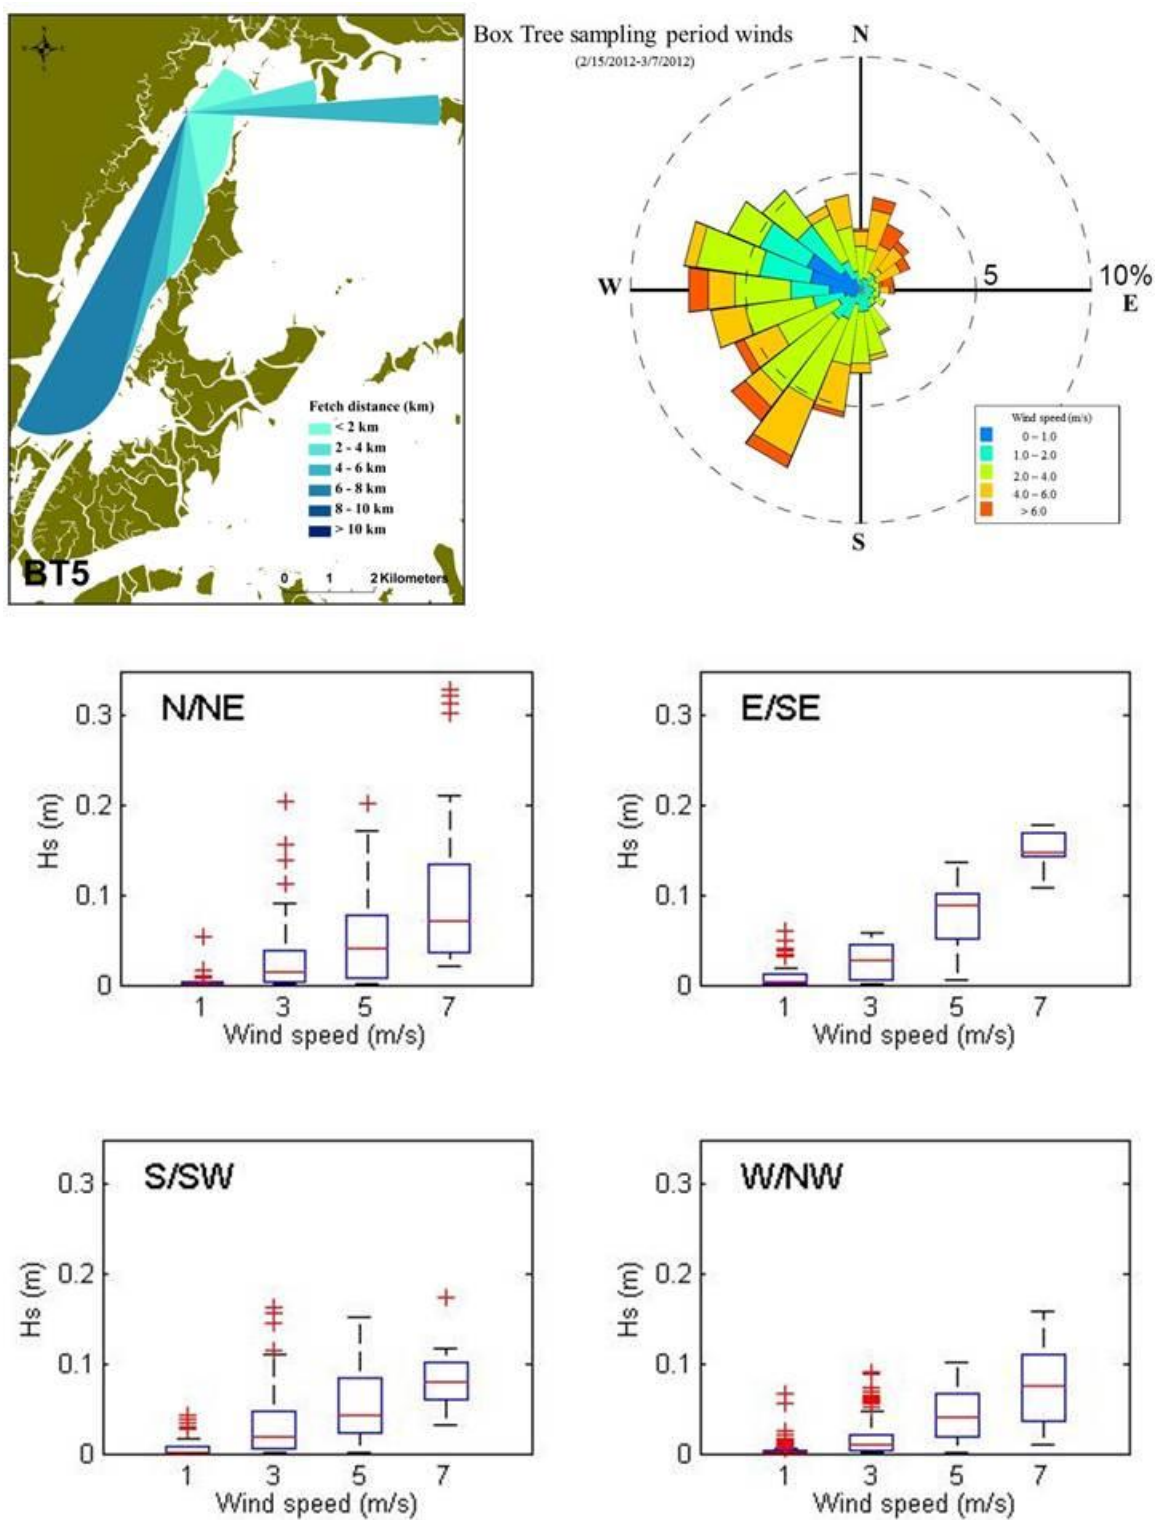 Box Tree sampling period winds
(2/15/2012-3/7/2012)
N
W
5
10%
E
S
Wind speed (m/s)
0 – 1.0
1.0 – 2.0
2.0 – 4.0
4.0 – 6.0
> 6.0
Fetch distance (km)
< 2 km
2 - 4 km
4 - 6 km
6 - 8 km
8 - 10 km
> 10 km
BT5
0 1 2 Kilometers
N/NE
0.3
0.2
0.1
0
Hs (m)
1 3 5 7
Wind speed (m/s)
E/SE
0.3
0.2
0.1
0
Hs (m)
1 3 5 7
Wind speed (m/s)
S/SW
0.3
0.2
0.1
0
Hs (m)
1 3 5 7
Wind speed (m/s)
W/NW
0.3
0.2
0.1
0
Hs (m)
1 3 5 7
Wind speed (m/s)